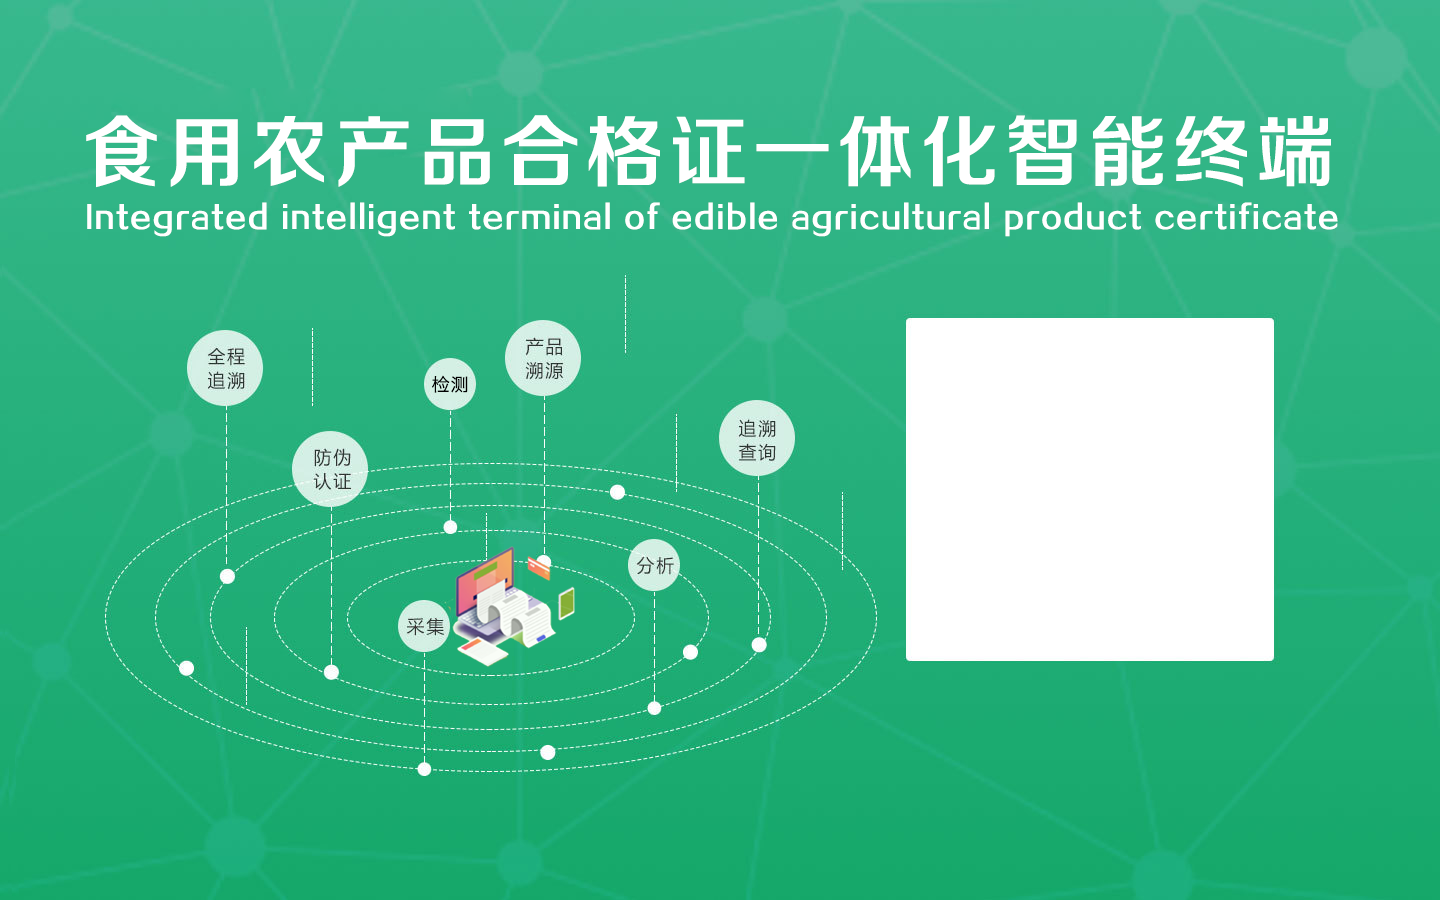 食用农产品合格证一体化智能终端
Integrated intelligent terminal of edible agricultural product certificate
全程
追溯
检测
产品
溯源
防伪
认证
追溯
查询
分析
采集